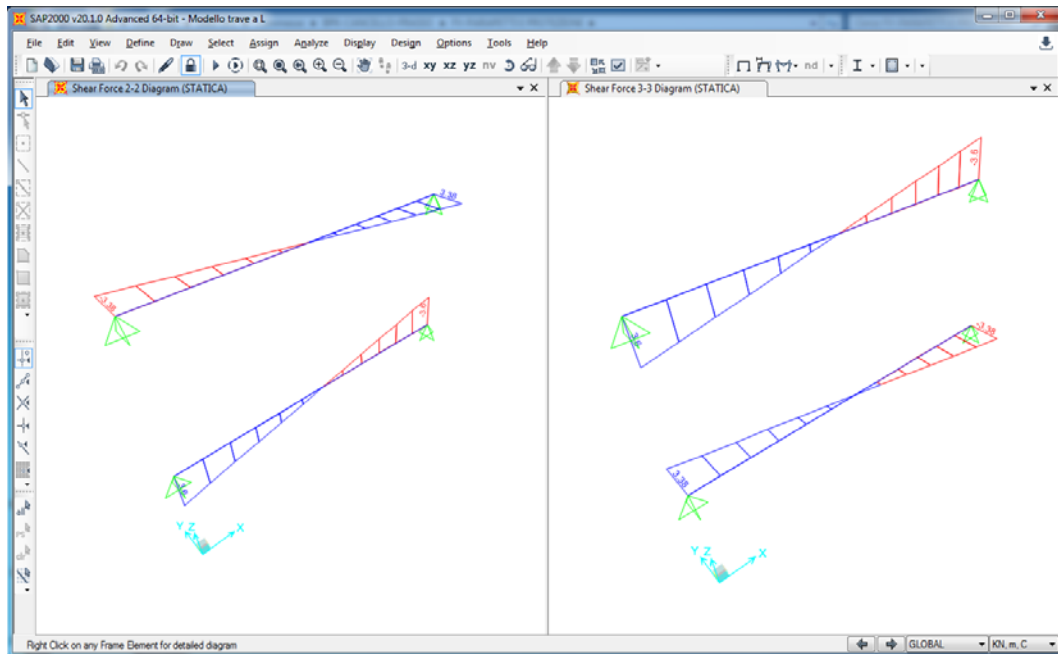 SAP2000 v20.1.0 Advanced 64-bit - Modello trave a L
File Edit View Define Draw Select Assign Analyze Display Design Options Tools Help
3-d xy xz yz nv nd
Shear Force 2-2 Diagram (STATICA)
Shear Force 3-3 Diagram (STATICA)
-3.6
3.38
-3.38
3.6
-3.6
-3.38
3.38
Y Z X
Y Z X
Right Click on any Frame Element for detailed diagram
GLOBAL
KN, m, C